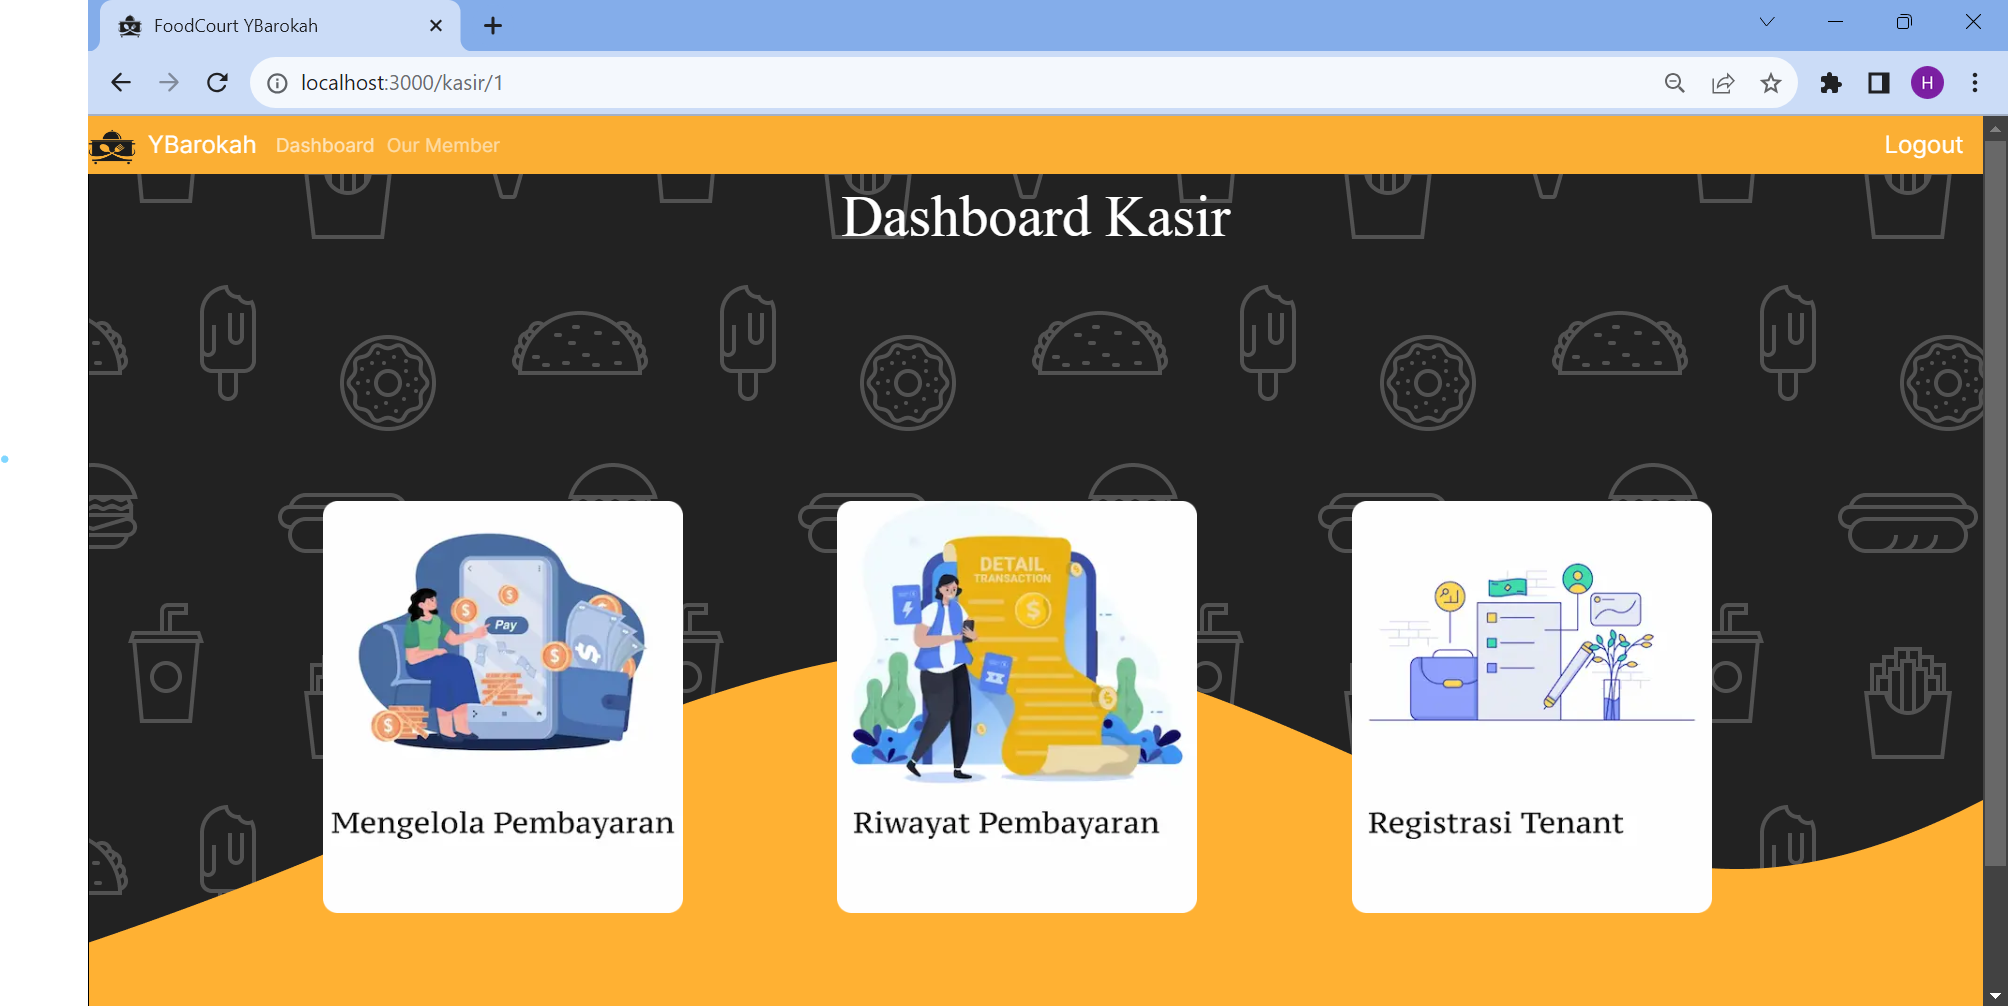 FoodCourt YBarokah
localhost:3000/kasir/1
H
YBarokah Dashboard Our Member Logout
Dashboard Kasir
Pay
DETAIL
TRANSACTION
Mengelola Pembayaran
Riwayat Pembayaran
Registrasi Tenant